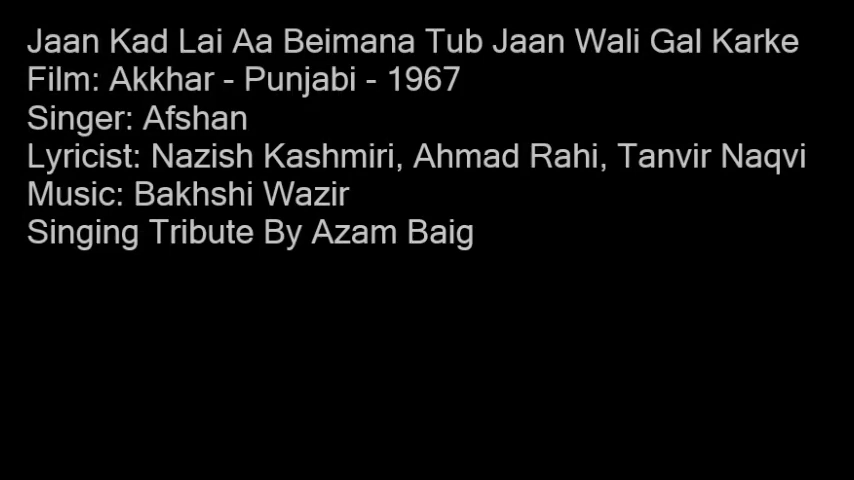 Jaan Kad Lai Aa Beimana Tub Jaan Wali Gal Karke
Film: Akkhar - Punjabi - 1967
Singer: Afshan
Lyricist: Nazish Kashmiri, Ahmad Rahi, Tanvir Naqvi
Music: Bakhshi Wazir
Singing Tribute By Azam Baig